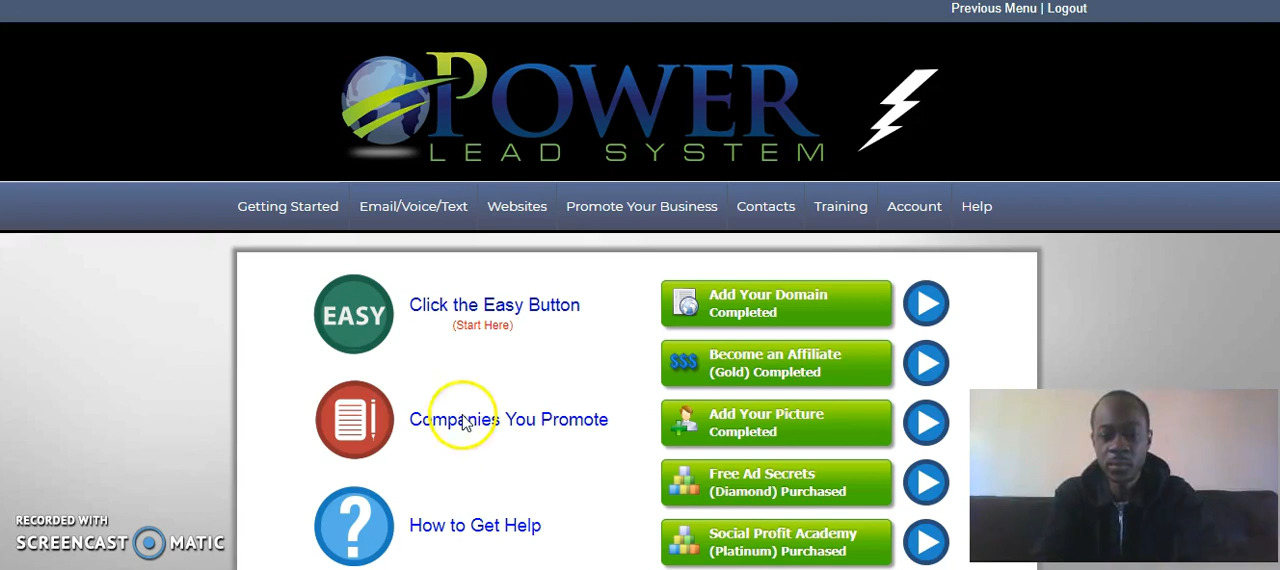 Previous Menu | Logout
POWER
LEAD SYSTEM
Getting Started Email/Voice/Text Websites Promote Your Business Contacts Training Account Help
EASY
Click the Easy Button
(Start Here)
Companies You Promote
How to Get Help
Add Your Domain
Completed
$$$
Become an Affiliate
(Gold) Completed
Add Your Picture
Completed
Free Ad Secrets
(Diamond) Purchased
Social Profit Academy
(Platinum) Purchased
RECORDED WITH
SCREENCAST MATIC